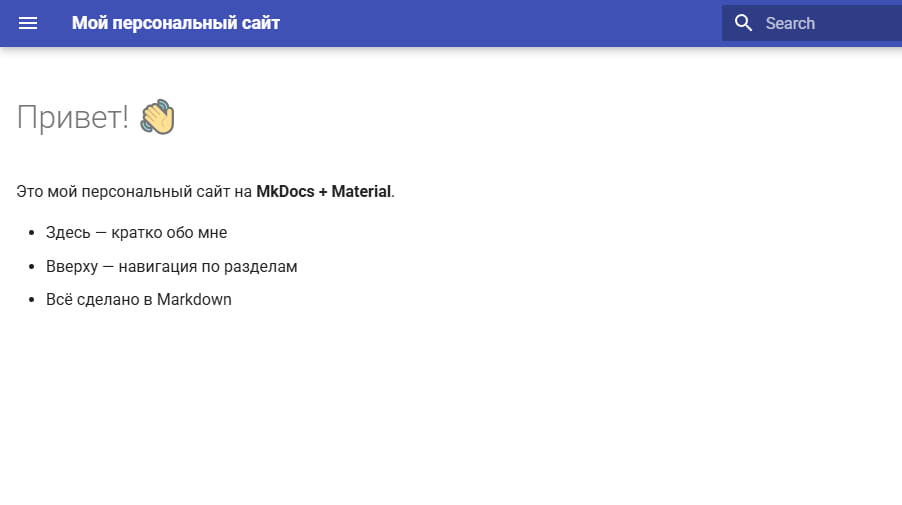 Мой персональный сайт
Search
Привет! 👋
Это мой персональный сайт на MkDocs + Material.
• Здесь — кратко обо мне
• Вверху — навигация по разделам
• Всё сделано в Markdown